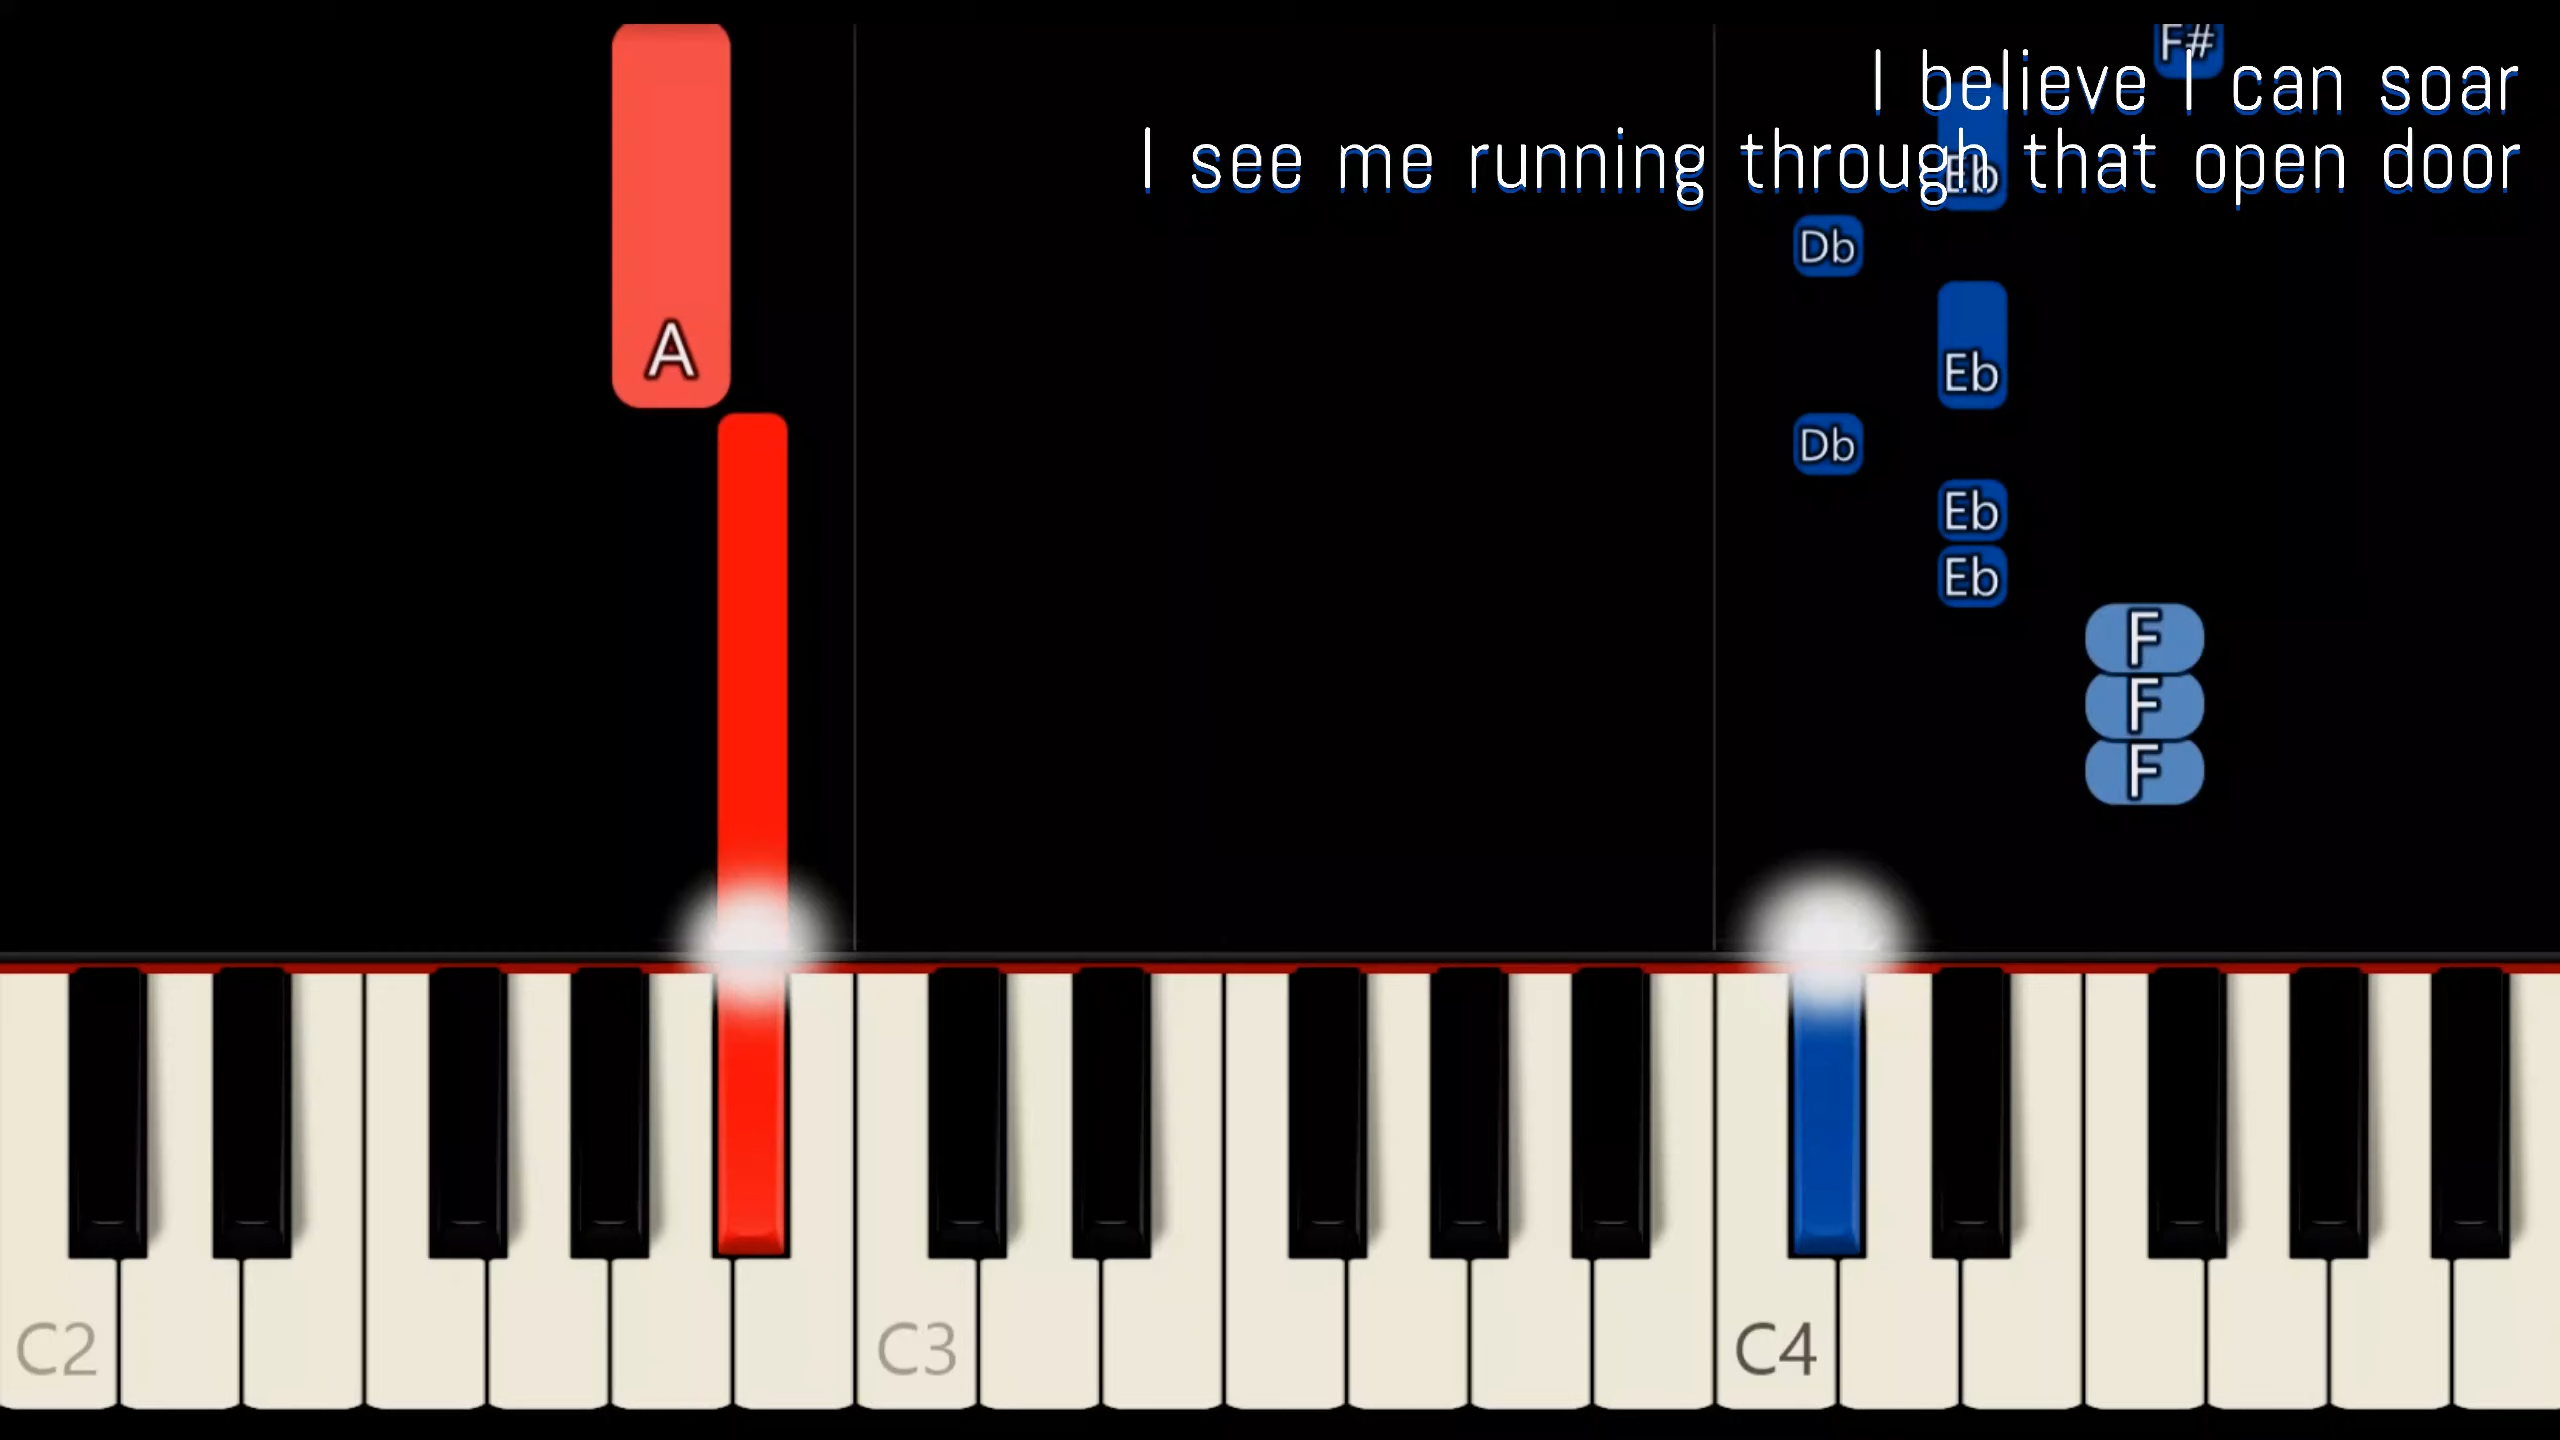 F#
I believe I can soar
I see me running through that open door
Eb
Db
A
Eb
Db
Eb
Eb
F
F
F
C2
C3
C4